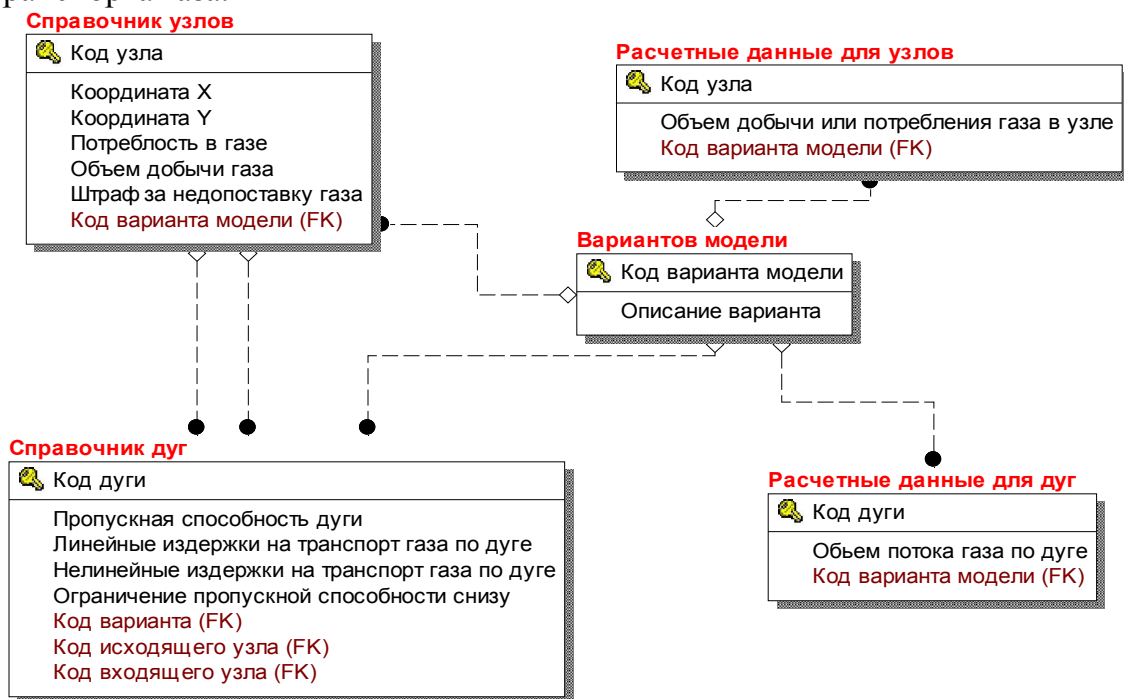 Справочник узлов
Код узла
Координата X
Координата Y
Потреблость в газе
Объем добычи газа
Штраф за недопоставку газа
Код варианта модели (FK)
Расчетные данные для узлов
Код узла
Объем добычи или потребления газа в узле
Код варианта модели (FK)
Вариантов модели
Код варианта модели
Описание варианта
Справочник дуг
Код дуги
Пропускная способность дуги
Линейные издержки на транспорт газа по дуге
Нелинейные издержки на транспорт газа по дуге
Ограничение пропускной способности снизу
Код варианта (FK)
Код исходящего узла (FK)
Код входящего узла (FK)
Расчетные данные для дуг
Код дуги
Обьем потока газа по дуге
Код варианта модели (FK)